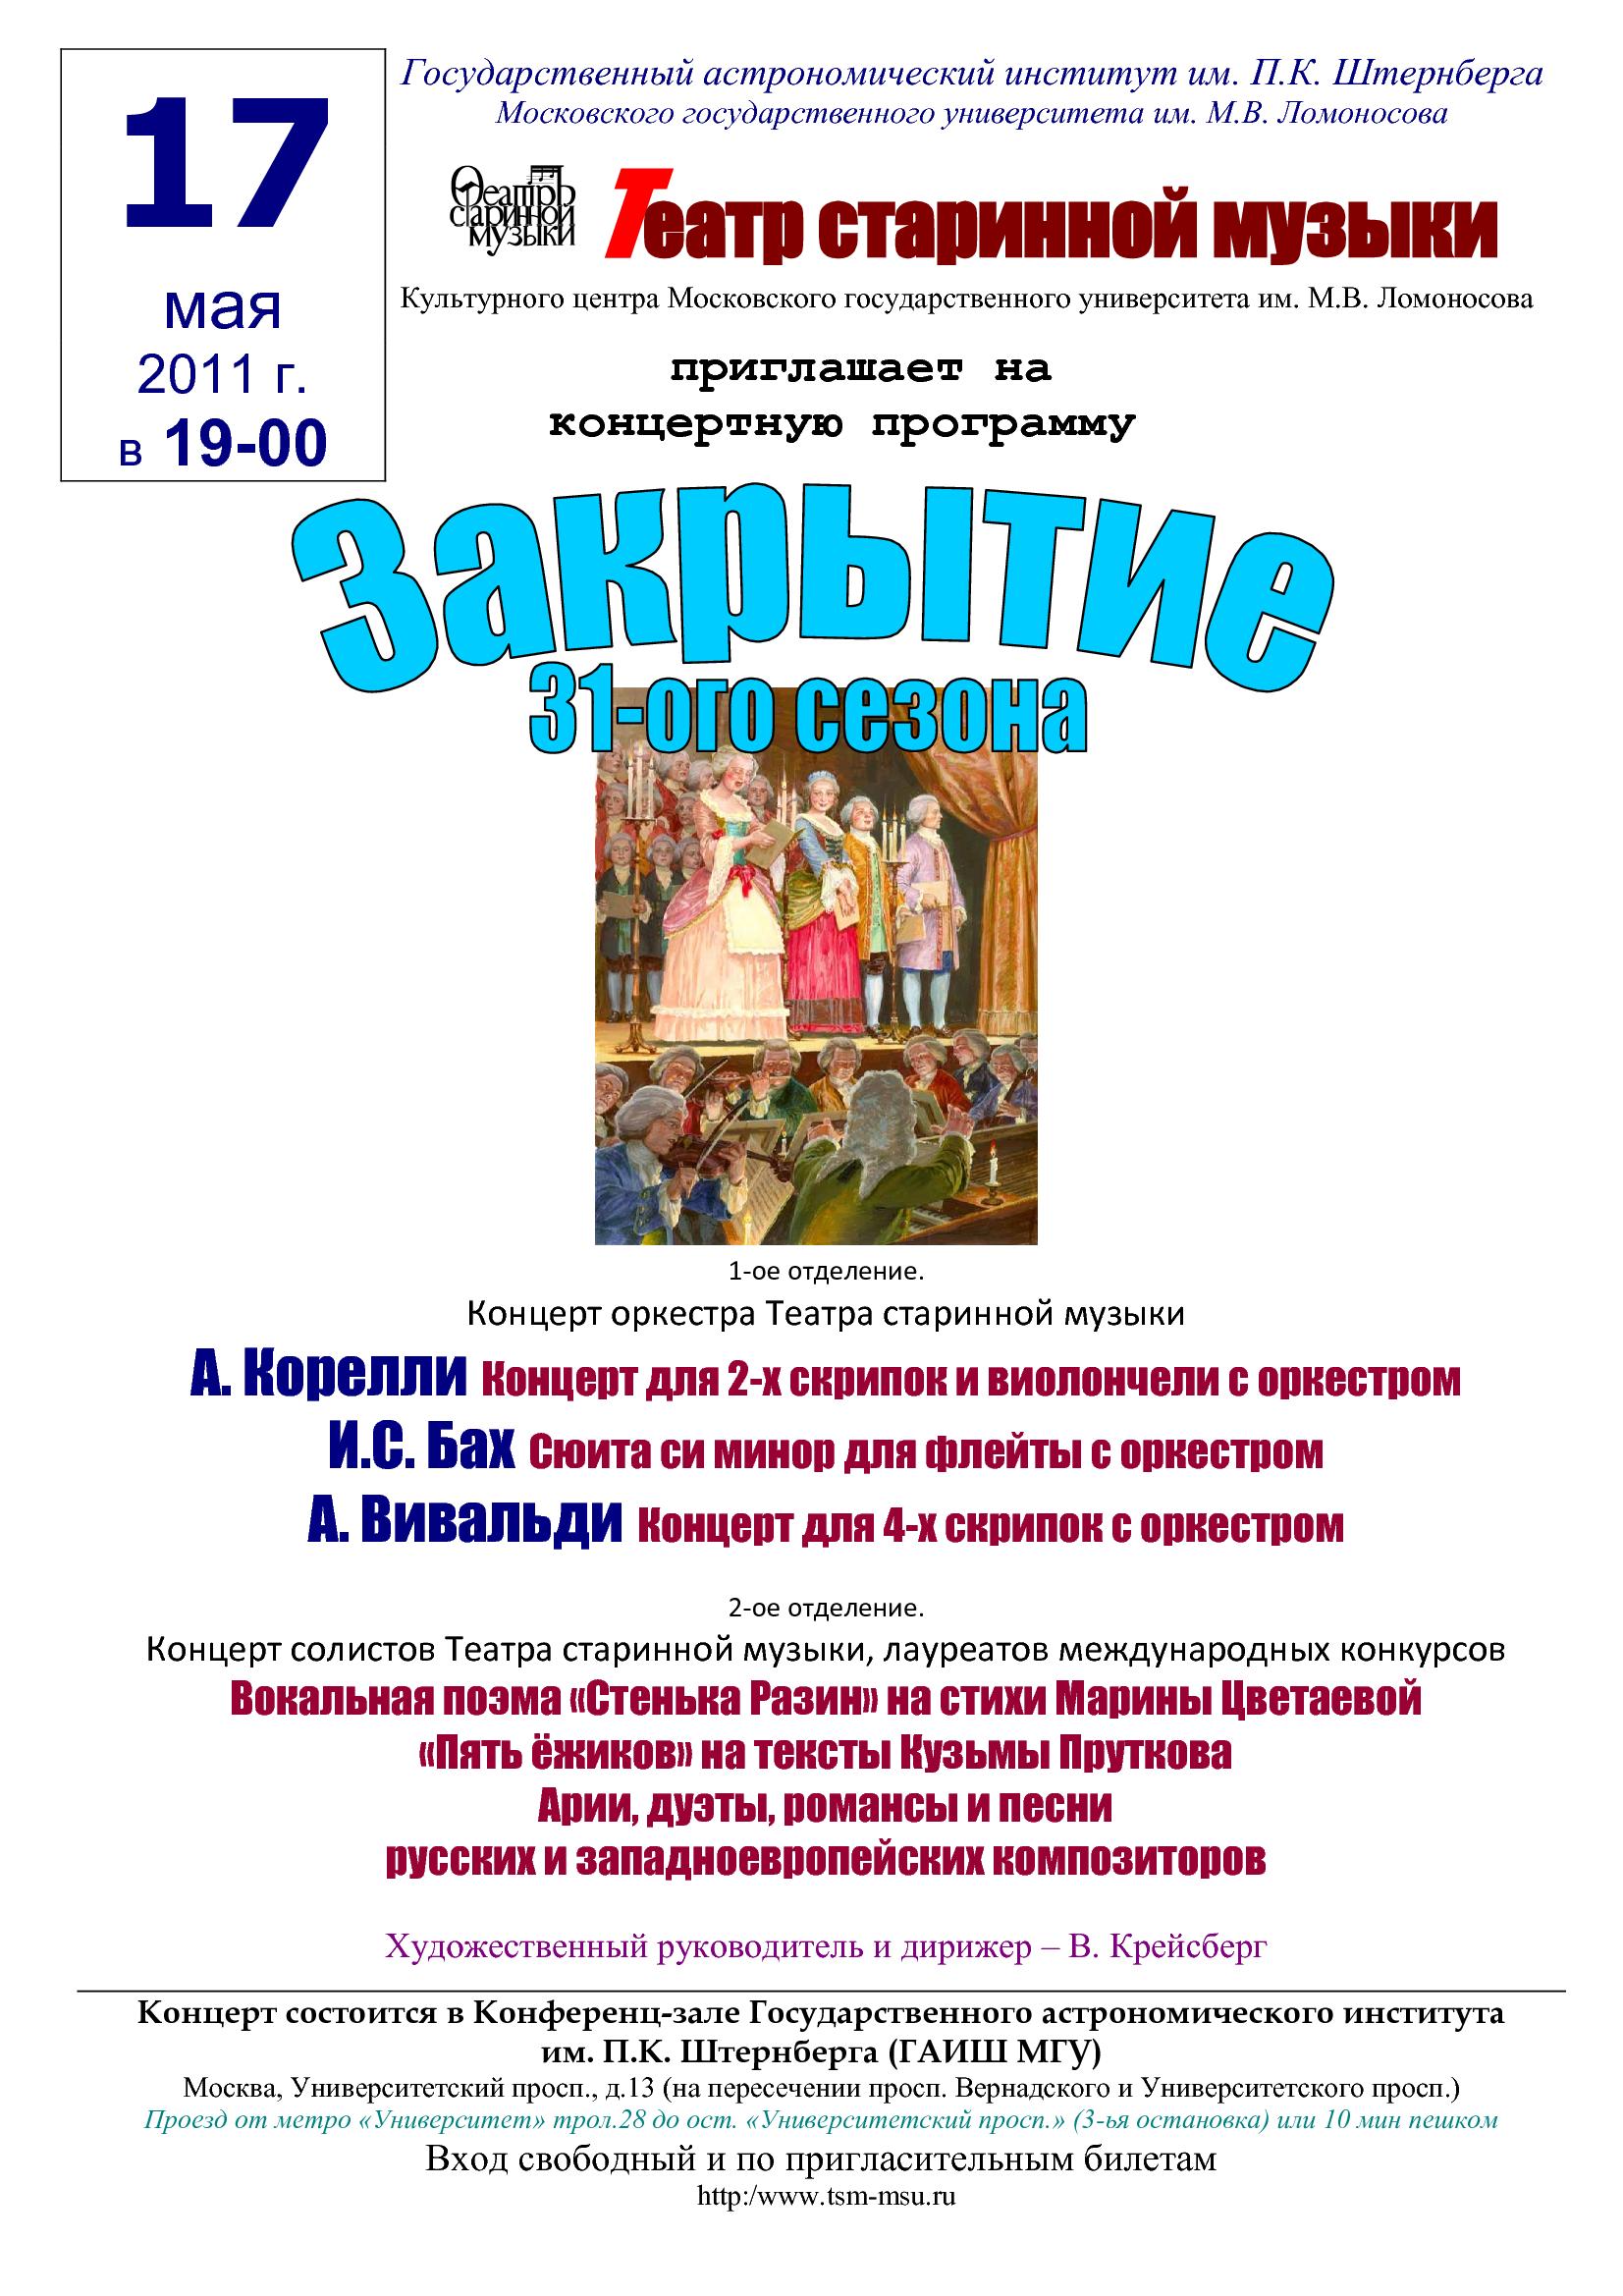 17
мая
2011 г.
в 19-00
Государственный астрономический институт им. П.К. Штернберга
Московского государственного университета им. М.В. Ломоносова
Ѳеатръ
старинной
музыки
Театр старинной музыки
Культурного центра Московского государственного университета им. М.В. Ломоносова
приглашает на
концертную программу
Закрытие
31-ого сезона
1-ое отделение.
Концерт оркестра Театра старинной музыки
А. Корелли Концерт для 2-х скрипок и виолончели с оркестром
И.С. Бах Сюита си минор для флейты с оркестром
А. Вивальди Концерт для 4-х скрипок с оркестром
2-ое отделение.
Концерт солистов Театра старинной музыки, лауреатов международных конкурсов
Вокальная поэма «Стенька Разин» на стихи Марины Цветаевой
«Пять ёжиков» на тексты Кузьмы Пруткова
Арии, дуэты, романсы и песни
русских и западноевропейских композиторов
Художественный руководитель и дирижер – В. Крейсберг
Концерт состоится в Конференц-зале Государственного астрономического института
им. П.К. Штернберга (ГАИШ МГУ)
Москва, Университетский просп., д.13 (на пересечении просп. Вернадского и Университетского просп.)
Проезд от метро «Университет» трол.28 до ост. «Университетский просп.» (3-ья остановка) или 10 мин пешком
Вход свободный и по пригласительным билетам
http:/www.tsm-msu.ru